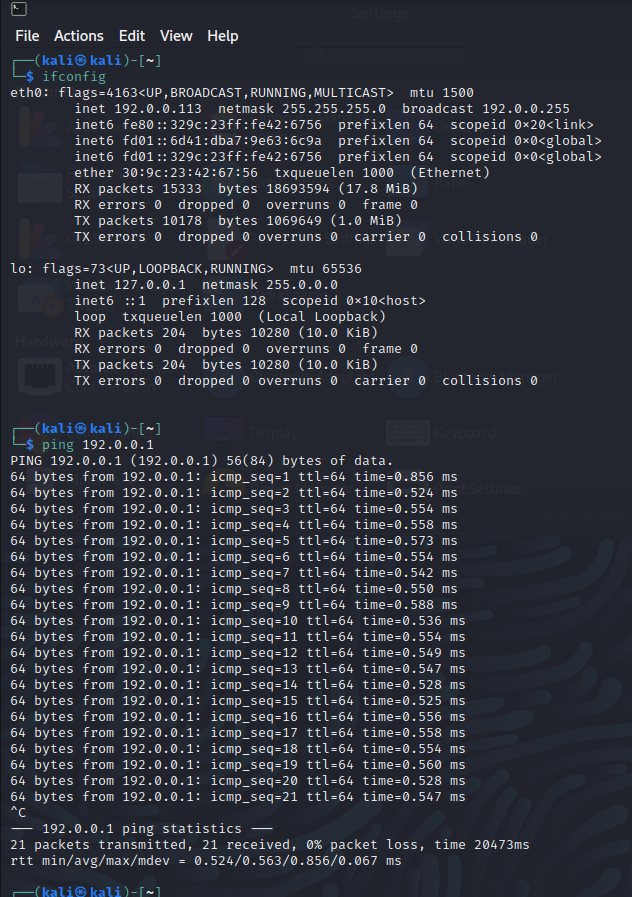 Settings
File Actions Edit View Help
┌──(kali㉿kali)-[~]
└─$ ifconfig
eth0: flags=4163<UP,BROADCAST,RUNNING,MULTICAST>  mtu 1500
        inet 192.0.0.113  netmask 255.255.255.0  broadcast 192.0.0.255
        inet6 fe80::329c:23ff:fe42:6756  prefixlen 64  scopeid 0×20<link>
        inet6 fd01::6d41:dba7:9e63:6c9a  prefixlen 64  scopeid 0×0<global>
        inet6 fd01::329c:23ff:fe42:6756  prefixlen 64  scopeid 0×0<global>
        ether 30:9c:23:42:67:56  txqueuelen 1000  (Ethernet)
        RX packets 15333  bytes 18693594 (17.8 MiB)
        RX errors 0  dropped 0  overruns 0  frame 0
        TX packets 10178  bytes 1069649 (1.0 MiB)
        TX errors 0  dropped 0 overruns 0  carrier 0  collisions 0
lo: flags=73<UP,LOOPBACK,RUNNING>  mtu 65536
        inet 127.0.0.1  netmask 255.0.0.0
        inet6 ::1  prefixlen 128  scopeid 0×10<host>
        loop  txqueuelen 1000  (Local Loopback)
        RX packets 204  bytes 10280 (10.0 KiB)
        RX errors 0  dropped 0  overruns 0  frame 0
        TX packets 204  bytes 10280 (10.0 KiB)
        TX errors 0  dropped 0 overruns 0  carrier 0  collisions 0
┌──(kali㉿kali)-[~]
└─$ ping 192.0.0.1
Display
Keyboard
PING 192.0.0.1 (192.0.0.1) 56(84) bytes of data.
64 bytes from 192.0.0.1: icmp_seq=1 ttl=64 time=0.856 ms
64 bytes from 192.0.0.1: icmp_seq=2 ttl=64 time=0.524 ms
64 bytes from 192.0.0.1: icmp_seq=3 ttl=64 time=0.554 ms
64 bytes from 192.0.0.1: icmp_seq=4 ttl=64 time=0.558 ms
64 bytes from 192.0.0.1: icmp_seq=5 ttl=64 time=0.573 ms
64 bytes from 192.0.0.1: icmp_seq=6 ttl=64 time=0.554 ms
64 bytes from 192.0.0.1: icmp_seq=7 ttl=64 time=0.542 ms
64 bytes from 192.0.0.1: icmp_seq=8 ttl=64 time=0.550 ms
64 bytes from 192.0.0.1: icmp_seq=9 ttl=64 time=0.588 ms
64 bytes from 192.0.0.1: icmp_seq=10 ttl=64 time=0.536 ms
64 bytes from 192.0.0.1: icmp_seq=11 ttl=64 time=0.554 ms
64 bytes from 192.0.0.1: icmp_seq=12 ttl=64 time=0.549 ms
64 bytes from 192.0.0.1: icmp_seq=13 ttl=64 time=0.547 ms
64 bytes from 192.0.0.1: icmp_seq=14 ttl=64 time=0.528 ms
64 bytes from 192.0.0.1: icmp_seq=15 ttl=64 time=0.525 ms
64 bytes from 192.0.0.1: icmp_seq=16 ttl=64 time=0.556 ms
64 bytes from 192.0.0.1: icmp_seq=17 ttl=64 time=0.558 ms
64 bytes from 192.0.0.1: icmp_seq=18 ttl=64 time=0.554 ms
64 bytes from 192.0.0.1: icmp_seq=19 ttl=64 time=0.560 ms
64 bytes from 192.0.0.1: icmp_seq=20 ttl=64 time=0.528 ms
64 bytes from 192.0.0.1: icmp_seq=21 ttl=64 time=0.547 ms
^C
─── 192.0.0.1 ping statistics ───
21 packets transmitted, 21 received, 0% packet loss, time 20473ms
rtt min/avg/max/mdev = 0.524/0.563/0.856/0.067 ms
┌──(kali㉿kali)-[~]